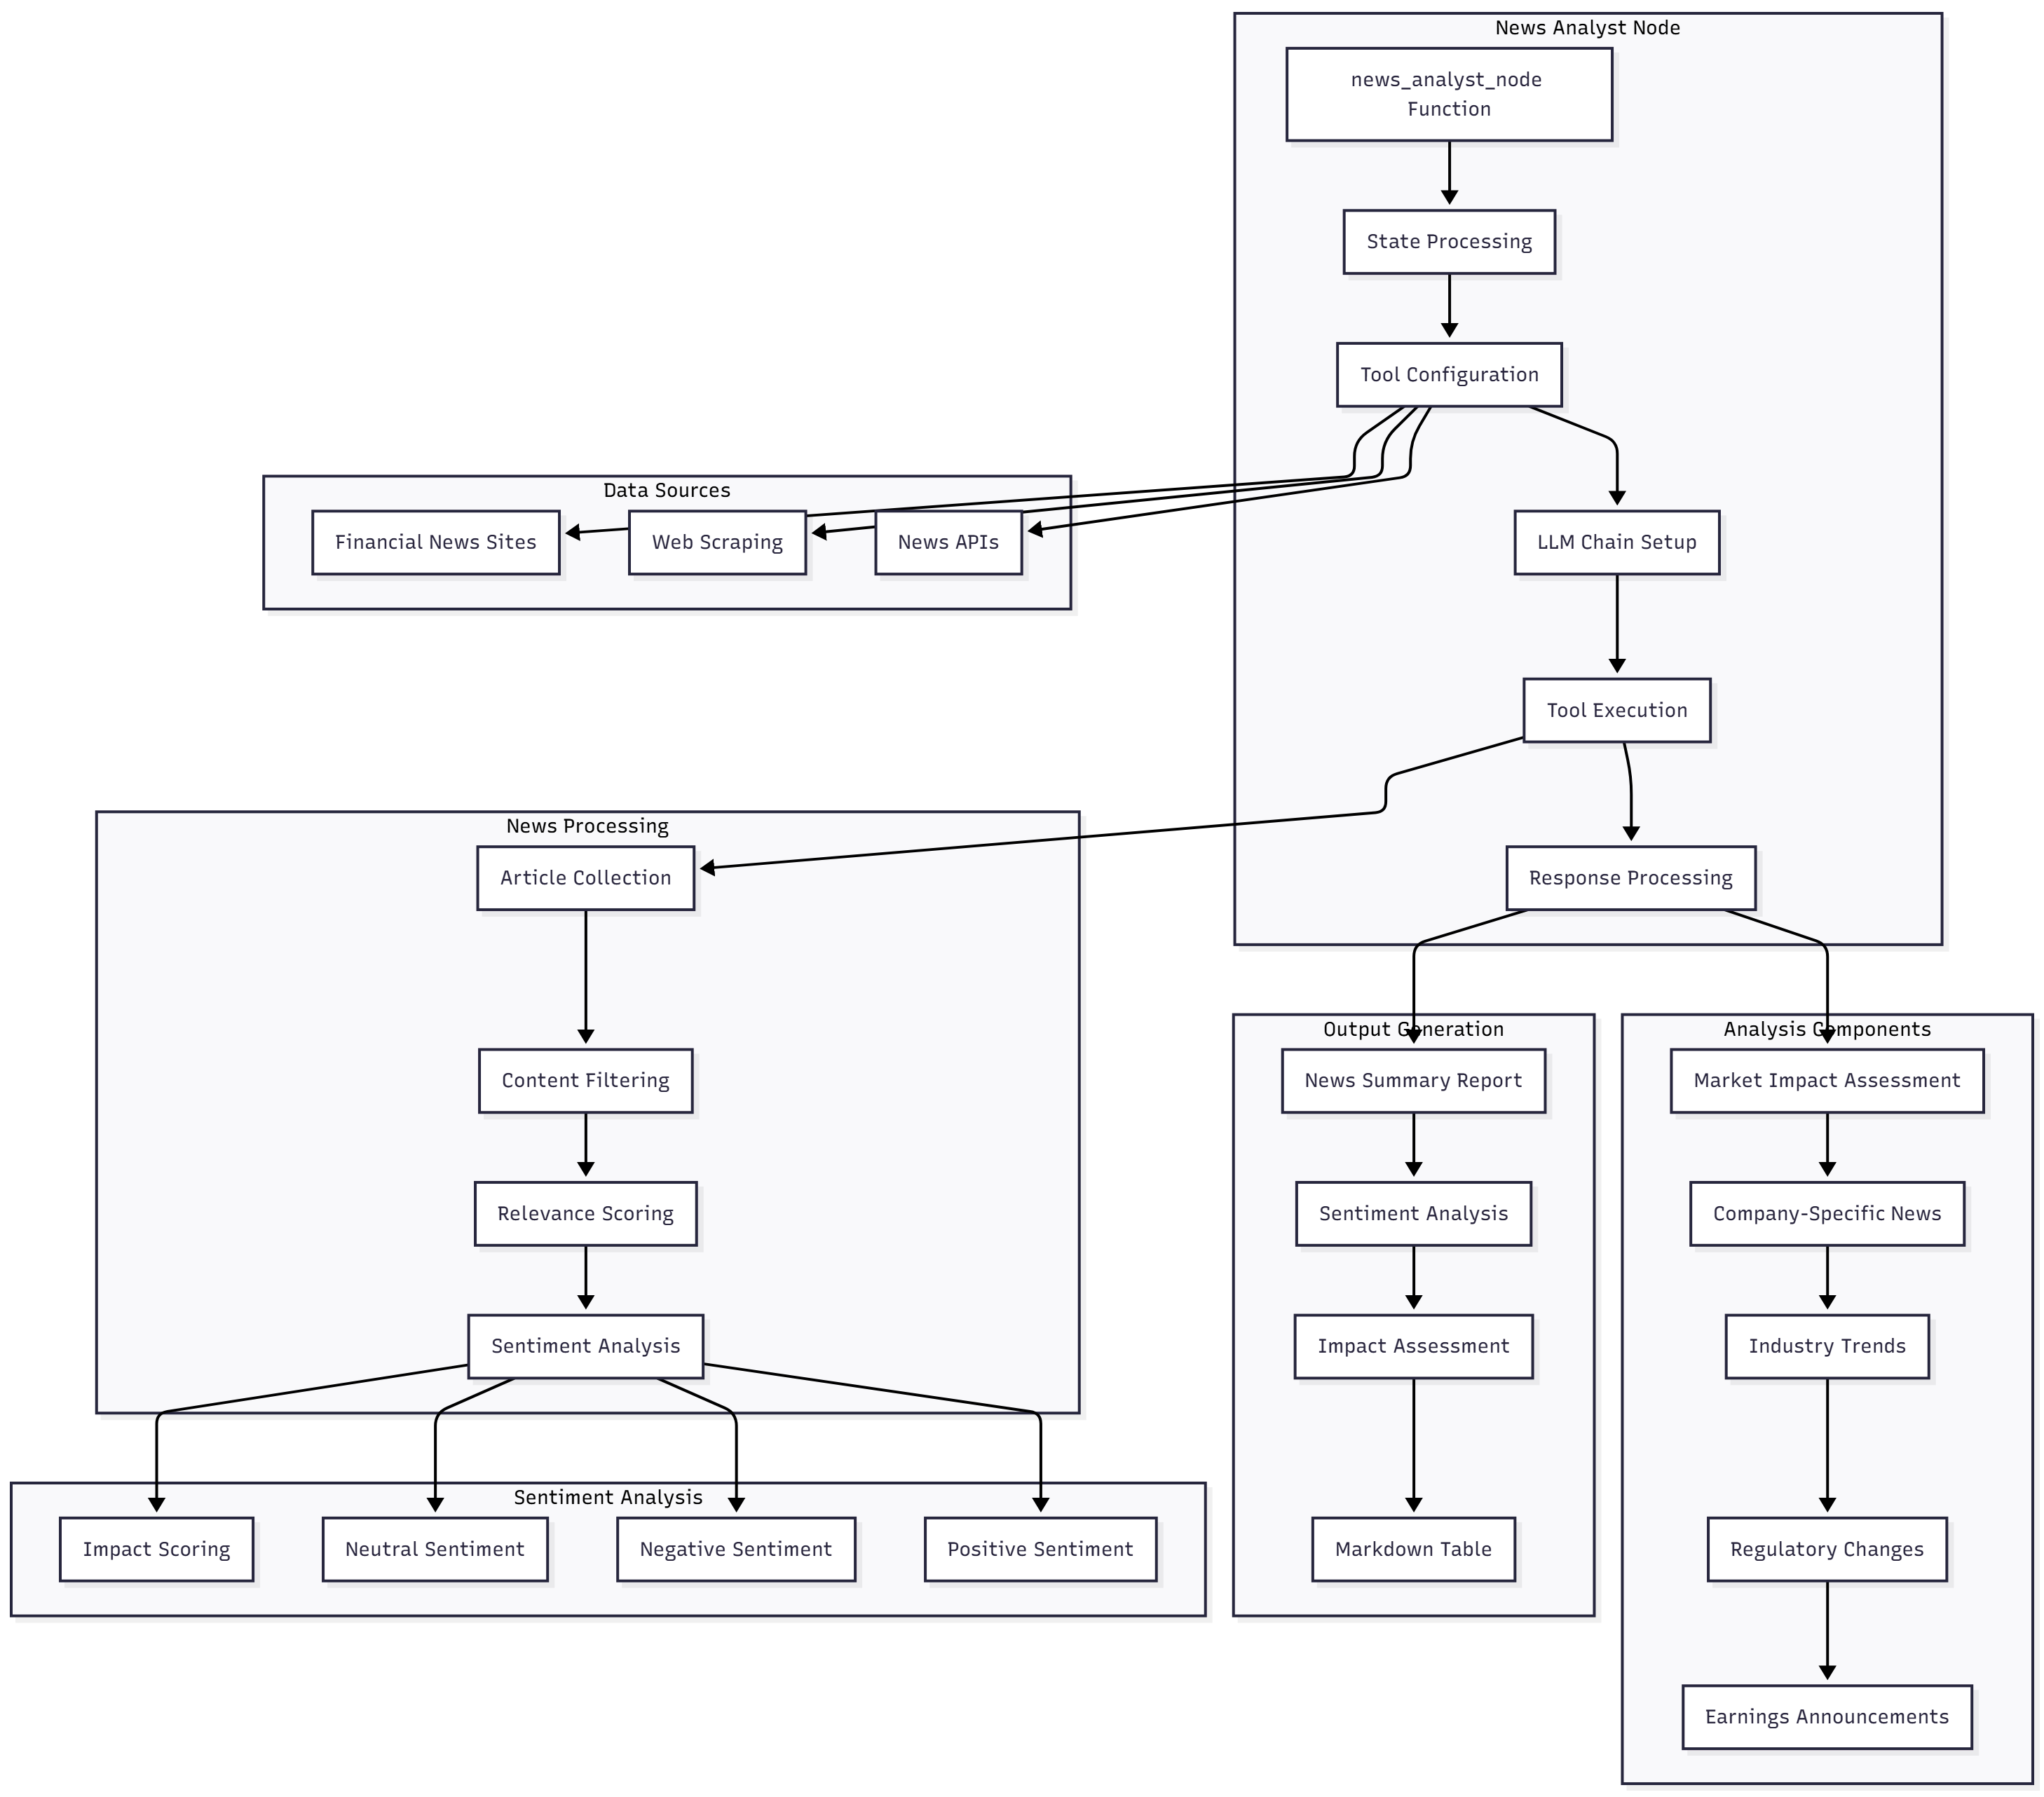 News Analyst Node
news_analyst_node
Function
State Processing
Tool Configuration
Data Sources
Financial News Sites
Web Scraping
News APIs
LLM Chain Setup
Tool Execution
News Processing
Article Collection
Response Processing
Output Generation
Analysis Components
Content Filtering
News Summary Report
Market Impact Assessment
Relevance Scoring
Sentiment Analysis
Company-Specific News
Sentiment Analysis
Impact Assessment
Industry Trends
Sentiment Analysis
Impact Scoring
Neutral Sentiment
Negative Sentiment
Positive Sentiment
Markdown Table
Regulatory Changes
Earnings Announcements